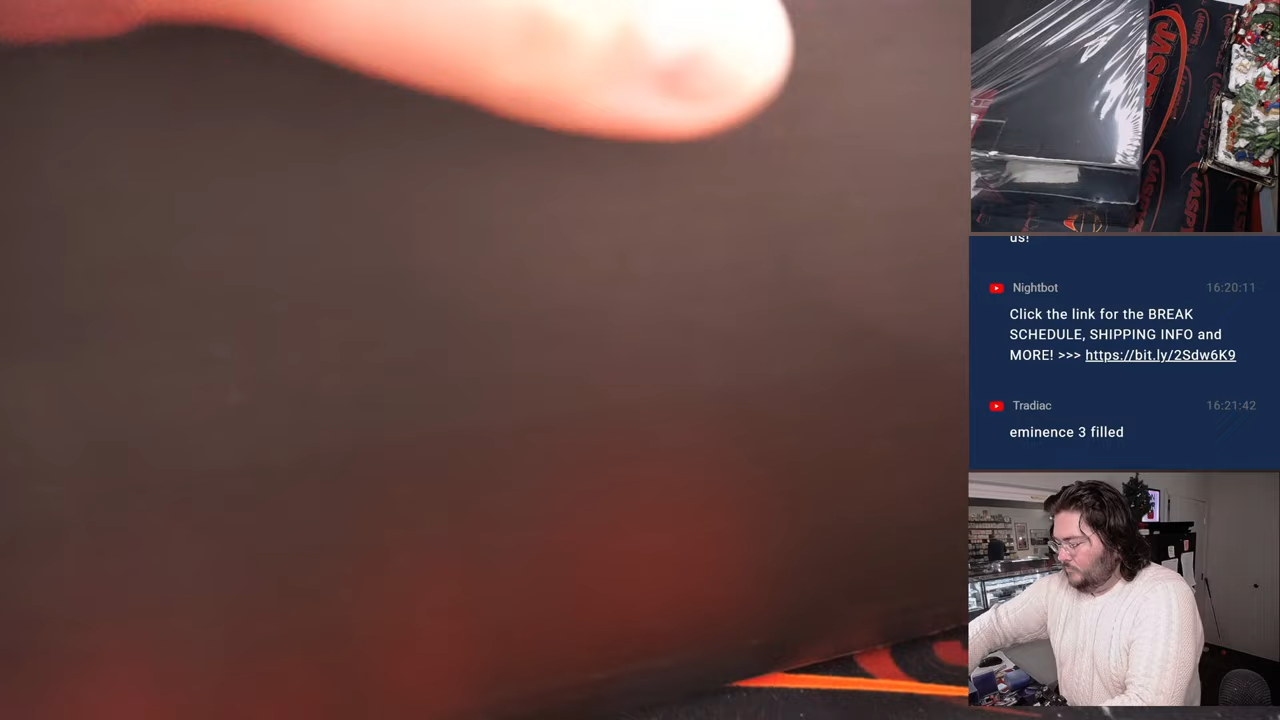 us!
Nightbot 16:20:11
Click the link for the BREAK
SCHEDULE, SHIPPING INFO and
MORE! >>> https://bit.ly/2Sdw6K9
Tradiac 16:21:42
eminence 3 filled